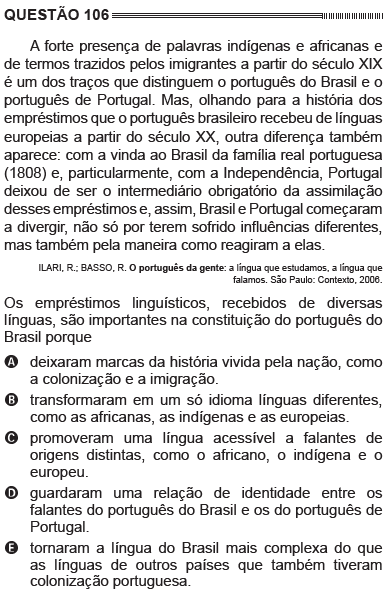 QUESTÃO 106
A forte presença de palavras indígenas e africanas e
de termos trazidos pelos imigrantes a partir do século XIX
é um dos traços que distinguem o português do Brasil e o
português de Portugal. Mas, olhando para a história dos
empréstimos que o português brasileiro recebeu de línguas
europeias a partir do século XX, outra diferença também
aparece: com a vinda ao Brasil da família real portuguesa
(1808) e, particularmente, com a Independência, Portugal
deixou de ser o intermediário obrigatório da assimilação
desses empréstimos e, assim, Brasil e Portugal começaram
a divergir, não só por terem sofrido influências diferentes,
mas também pela maneira como reagiram a elas.
ILARI, R.; BASSO, R. O português da gente: a língua que estudamos, a língua que
falamos. São Paulo: Contexto, 2006.
Os empréstimos linguísticos, recebidos de diversas
línguas, são importantes na constituição do português do
Brasil porque
A deixaram marcas da história vivida pela nação, como
a colonização e a imigração.
B transformaram em um só idioma línguas diferentes,
como as africanas, as indígenas e as europeias.
C promoveram uma língua acessível a falantes de
origens distintas, como o africano, o indígena e o
europeu.
D guardaram uma relação de identidade entre os
falantes do português do Brasil e os do português de
Portugal.
E tornaram a língua do Brasil mais complexa do que
as línguas de outros países que também tiveram
colonização portuguesa.